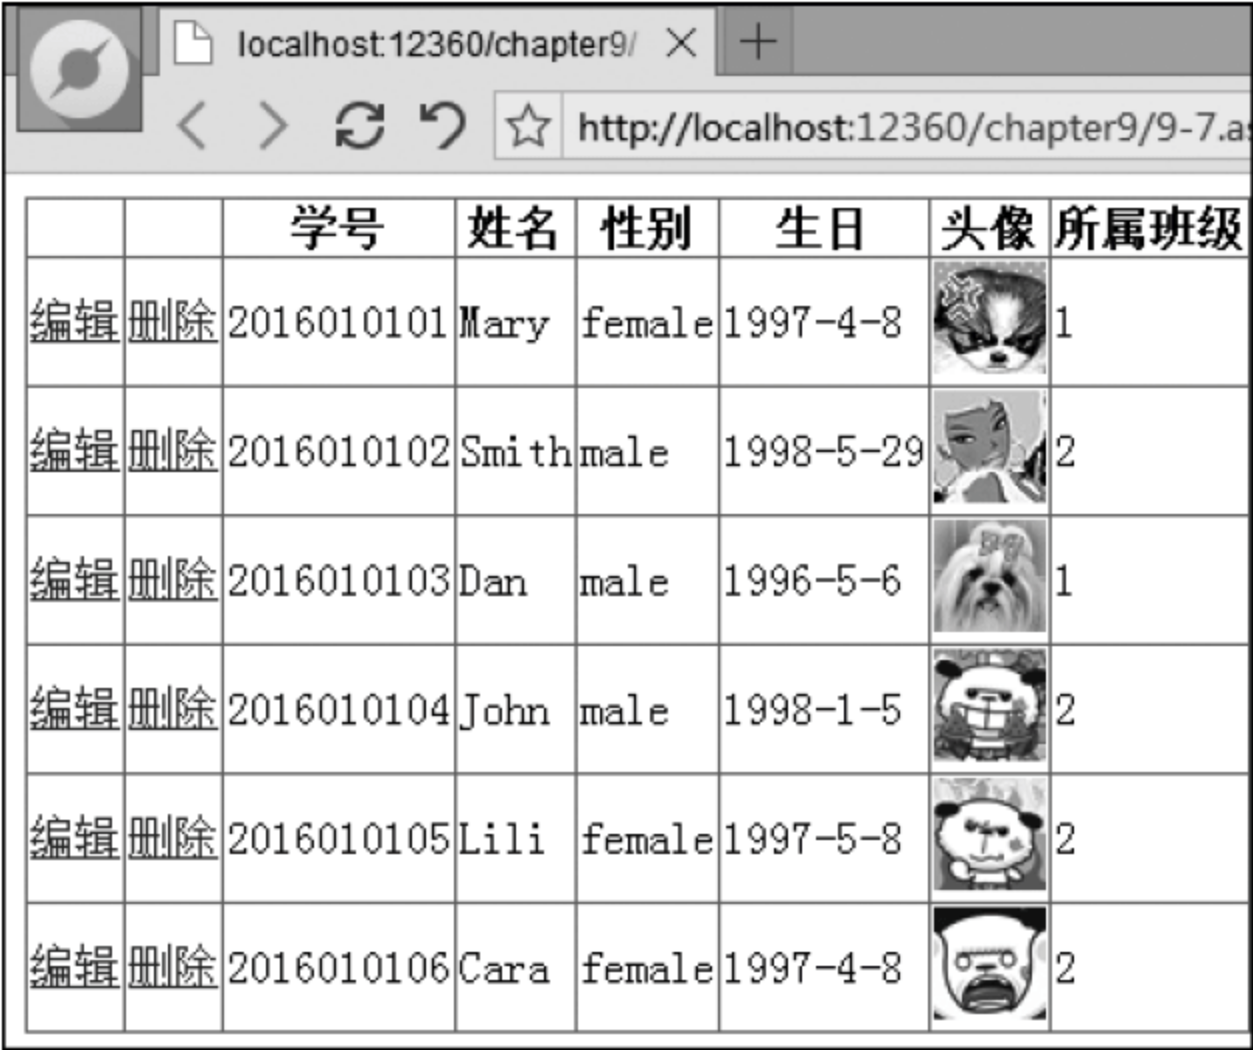 localhost:12360/chapter9/
http://localhost:12360/chapter9/9-7.a
学号 姓名 性别 生日 头像 所属班级
编辑 删除 2016010101 Mary female 1997-4-8 1
编辑 删除 2016010102 Smith male 1998-5-29 2
编辑 删除 2016010103 Dan male 1996-5-6 1
编辑 删除 2016010104 John male 1998-1-5 2
编辑 删除 2016010105 Lili female 1997-5-8 2
编辑 删除 2016010106 Cara female 1997-4-8 2